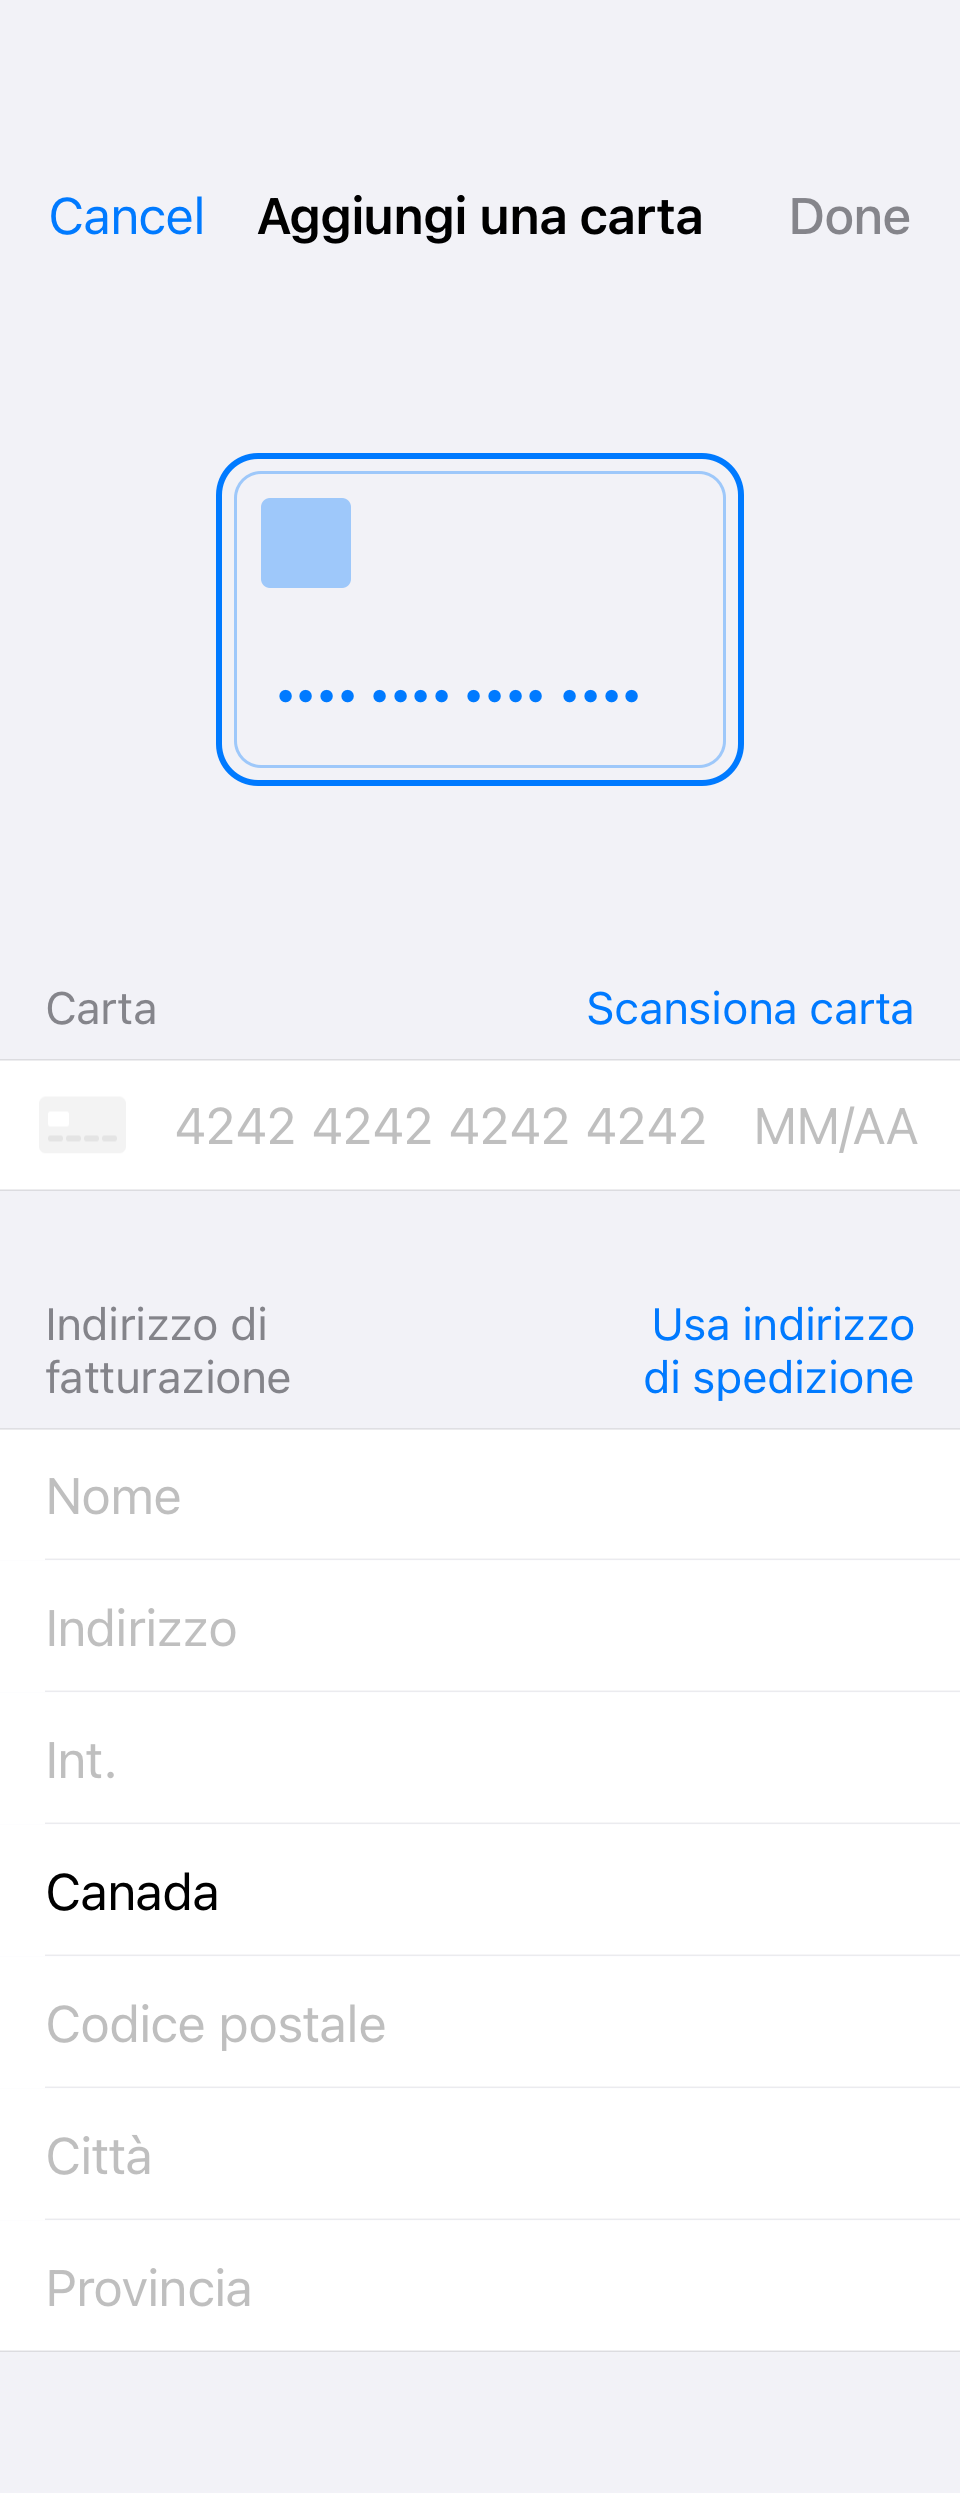 Cancel Aggiungi una carta Done
•••• •••• •••• ••••
Carta Scansiona carta
4242 4242 4242 4242 MM/AA
Indirizzo di fatturazione
Usa indirizzo di spedizione
Nome
Indirizzo
Int.
Canada
Codice postale
Città
Provincia